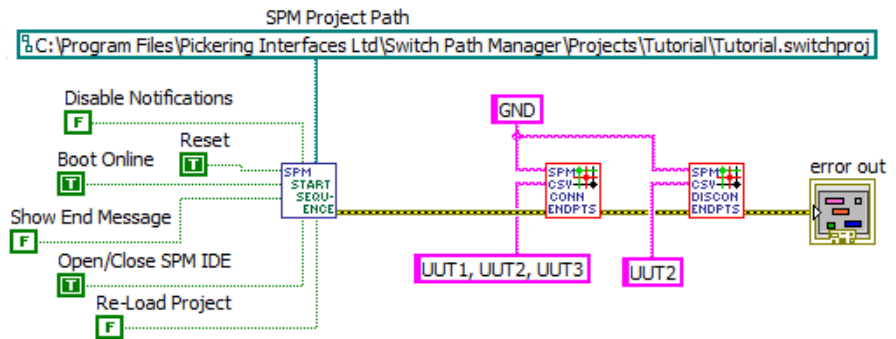 SPM Project Path
C:\Program Files\Pickering Interfaces Ltd\Switch Path Manager\Projects\Tutorial\Tutorial.switchproj
Disable Notifications
F
Reset
T
Boot Online
T
Show End Message
F
Open/Close SPM IDE
T
Re-Load Project
F
SPM
START
SEQU-
ENCE
GND
SPM
CSV
CONN
ENDPTS
SPM
CSV
DISCON
ENDPTS
UUT1, UUT2, UUT3
UUT2
error out